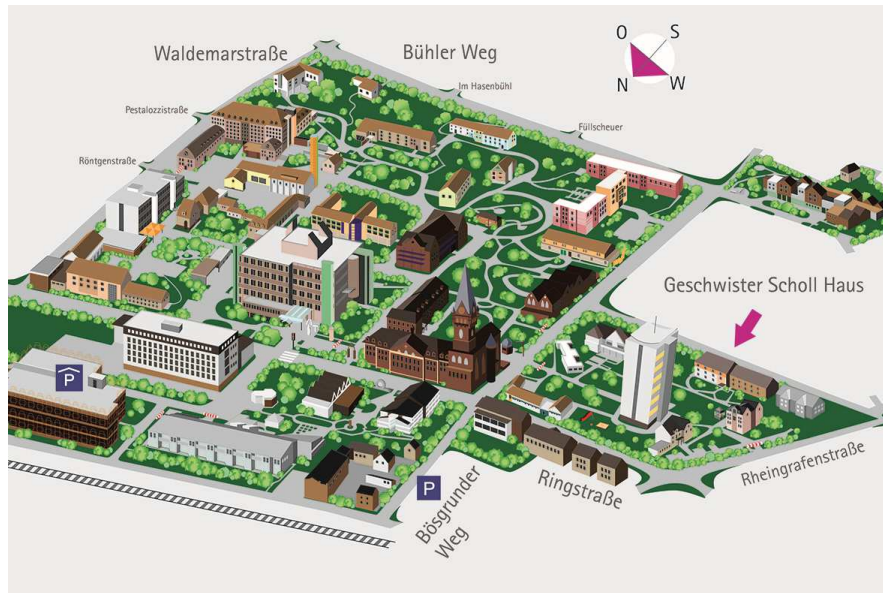 Waldemarstraße
Bühler Weg
O
S
N
W
Im Hasenbühl
Pestalozzistraße
Füllscheuer
Röntgenstraße
Geschwister Scholl Haus
P
P
Bösgrunder
Weg
Ringstraße
Rheingrafenstraße